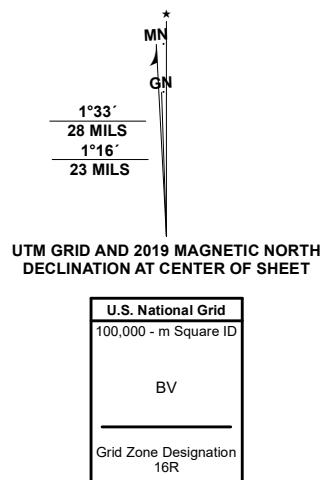 ★
MN
GN
1°33´
28 MILS
1°16´
23 MILS
UTM GRID AND 2019 MAGNETIC NORTH
DECLINATION AT CENTER OF SHEET
U.S. National Grid
100,000 - m Square ID
BV
Grid Zone Designation
16R